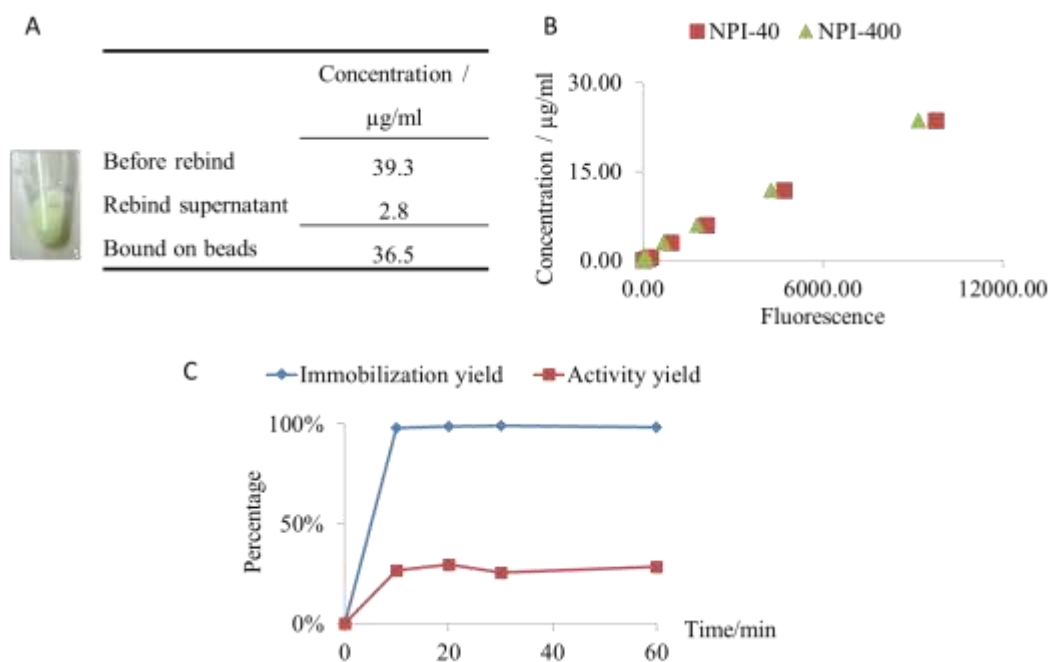 A
Concentration /
µg/ml
Before rebind 39.3
Rebind supernatant 2.8
Bound on beads 36.5
B
NPI-40 NPI-400
Concentration / µg/ml
30.00
15.00
0.00
0.00 6000.00 12000.00
Fluorescence
C
Immobilization yield Activity yield
Percentage
100%
50%
0%
0 20 40 60
Time/min